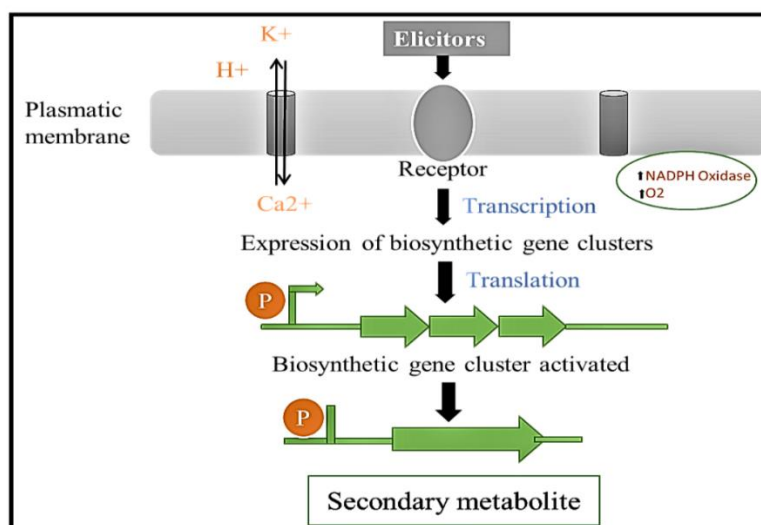 K+
Elicitors
H+
Plasmatic
membrane
Receptor
⬆NADPH Oxidase
⬆O2
Ca2+
Transcription
Expression of biosynthetic gene clusters
Translation
P
Biosynthetic gene cluster activated
P
Secondary metabolite